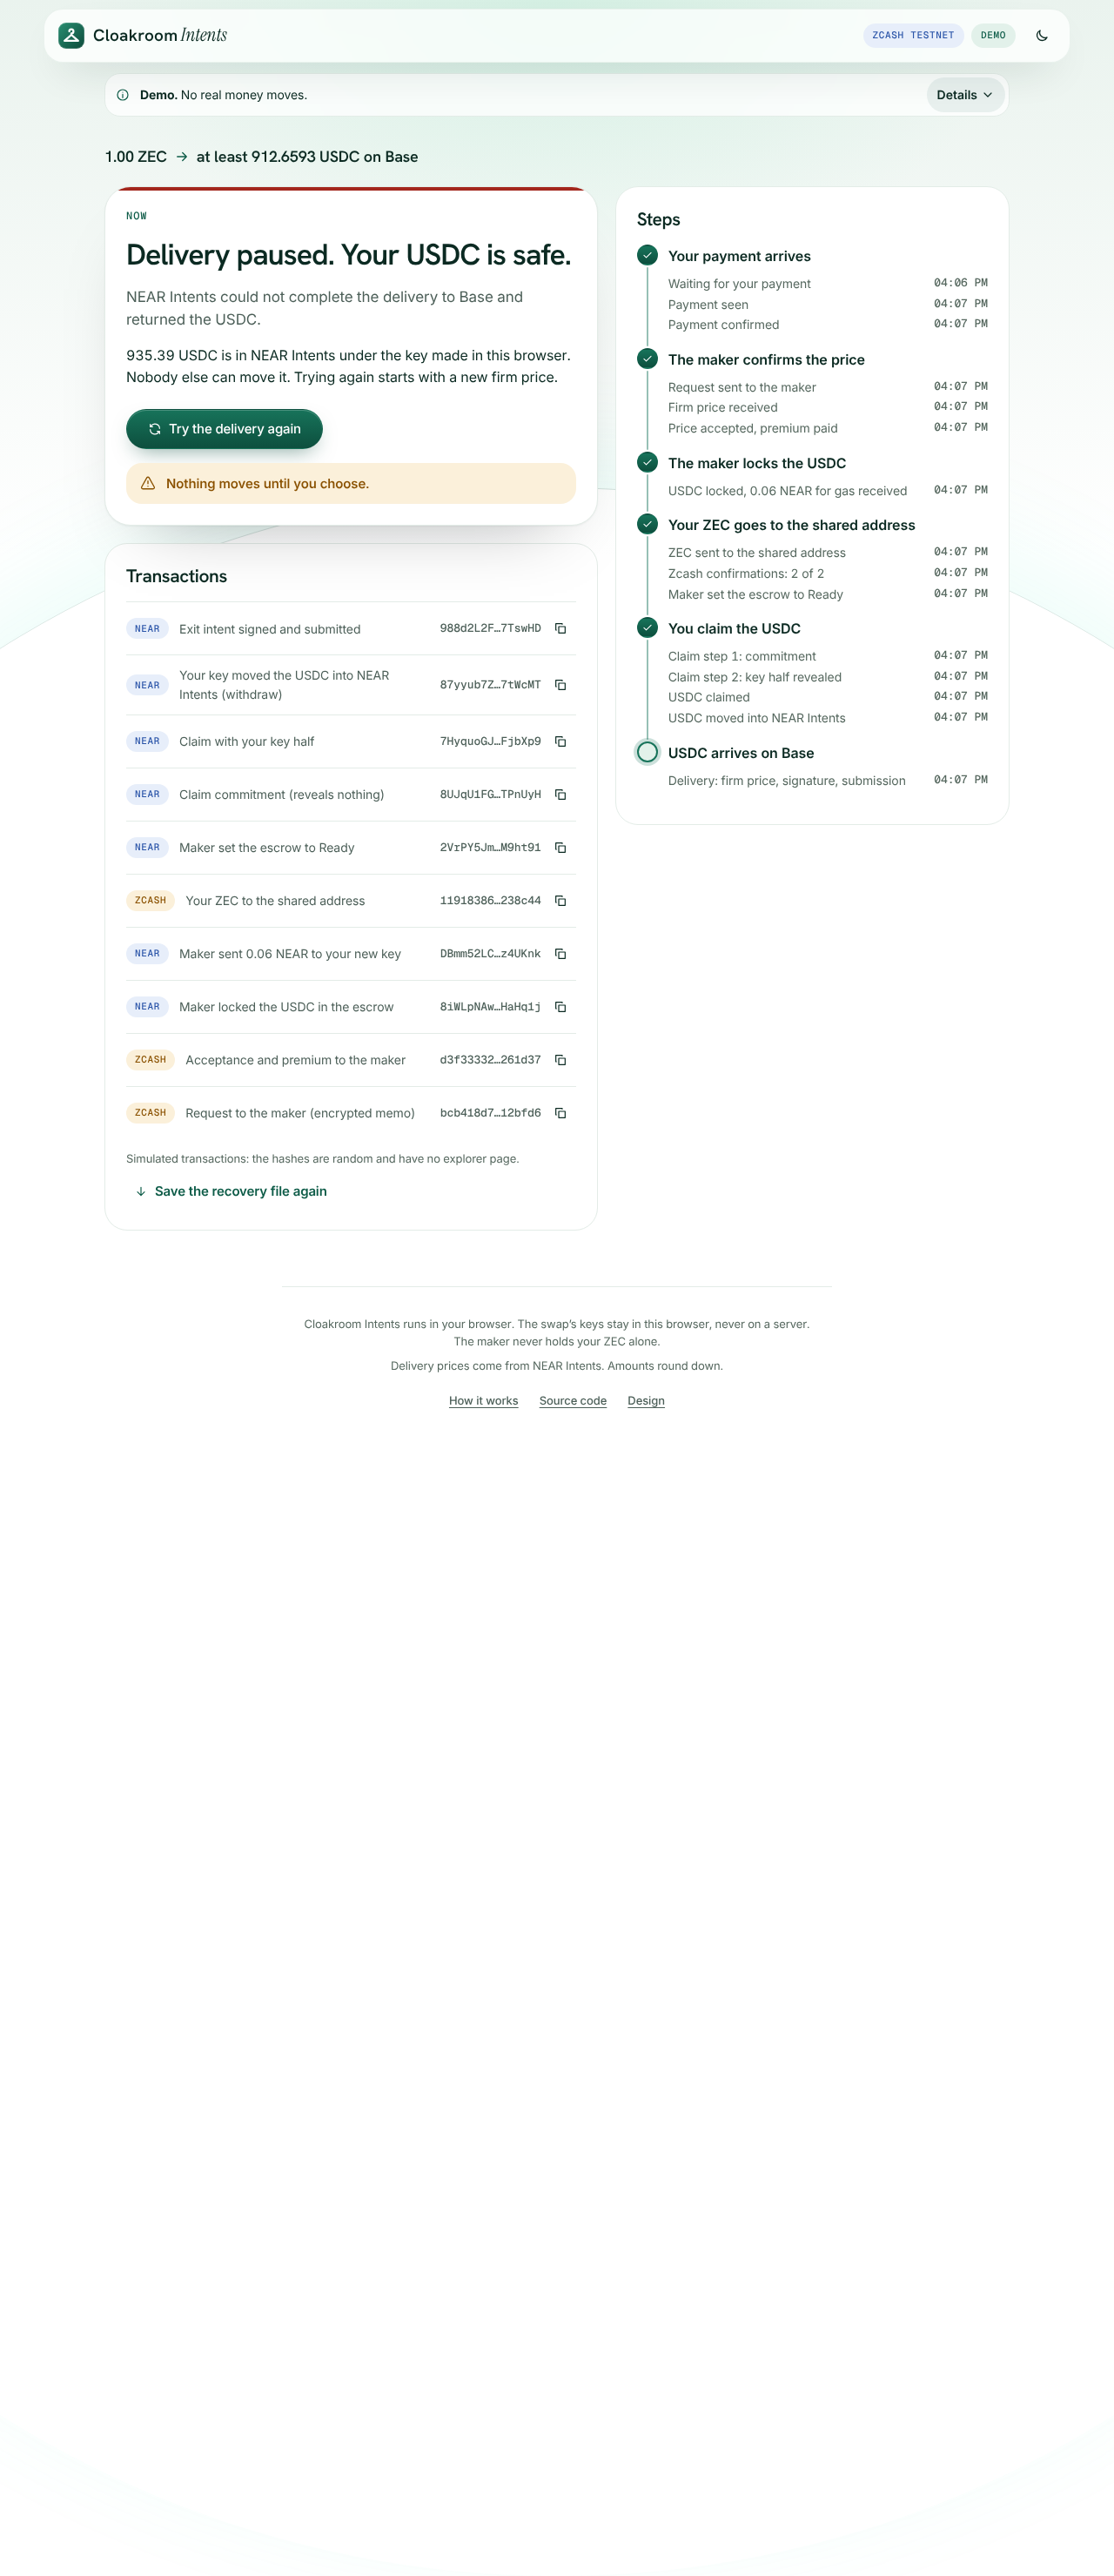 Cloakroom Intents
ZCASH TESTNET
DEMO
Demo. No real money moves.
Details
1.00 ZEC → at least 912.6593 USDC on Base
NOW
Delivery paused. Your USDC is safe.
NEAR Intents could not complete the delivery to Base and
returned the USDC.
935.39 USDC is in NEAR Intents under the key made in this browser.
Nobody else can move it. Trying again starts with a new firm price.
Try the delivery again
Nothing moves until you choose.
Transactions
NEAR Exit intent signed and submitted 988d2L2F…7TswHD
NEAR Your key moved the USDC into NEAR
Intents (withdraw) 87yyub7Z…7tWcMT
NEAR Claim with your key half 7HyquoGJ…FjbXp9
NEAR Claim commitment (reveals nothing) 8UJqU1FG…TPnUyH
NEAR Maker set the escrow to Ready 2VrPY5Jm…M9ht91
ZCASH Your ZEC to the shared address 11918386…238c44
NEAR Maker sent 0.06 NEAR to your new key DBmm52LC…z4UKnk
NEAR Maker locked the USDC in the escrow 8iWLpNAw…HaHq1j
ZCASH Acceptance and premium to the maker d3f33332…261d37
ZCASH Request to the maker (encrypted memo) bcb418d7…12bfd6
Simulated transactions: the hashes are random and have no explorer page.
Save the recovery file again
Steps
Your payment arrives
Waiting for your payment 04:06 PM
Payment seen 04:07 PM
Payment confirmed 04:07 PM
The maker confirms the price
Request sent to the maker 04:07 PM
Firm price received 04:07 PM
Price accepted, premium paid 04:07 PM
The maker locks the USDC
USDC locked, 0.06 NEAR for gas received 04:07 PM
Your ZEC goes to the shared address
ZEC sent to the shared address 04:07 PM
Zcash confirmations: 2 of 2 04:07 PM
Maker set the escrow to Ready 04:07 PM
You claim the USDC
Claim step 1: commitment 04:07 PM
Claim step 2: key half revealed 04:07 PM
USDC claimed 04:07 PM
USDC moved into NEAR Intents 04:07 PM
USDC arrives on Base
Delivery: firm price, signature, submission 04:07 PM
Cloakroom Intents runs in your browser. The swap’s keys stay in this browser, never on a server.
The maker never holds your ZEC alone.
Delivery prices come from NEAR Intents. Amounts round down.
How it works Source code Design